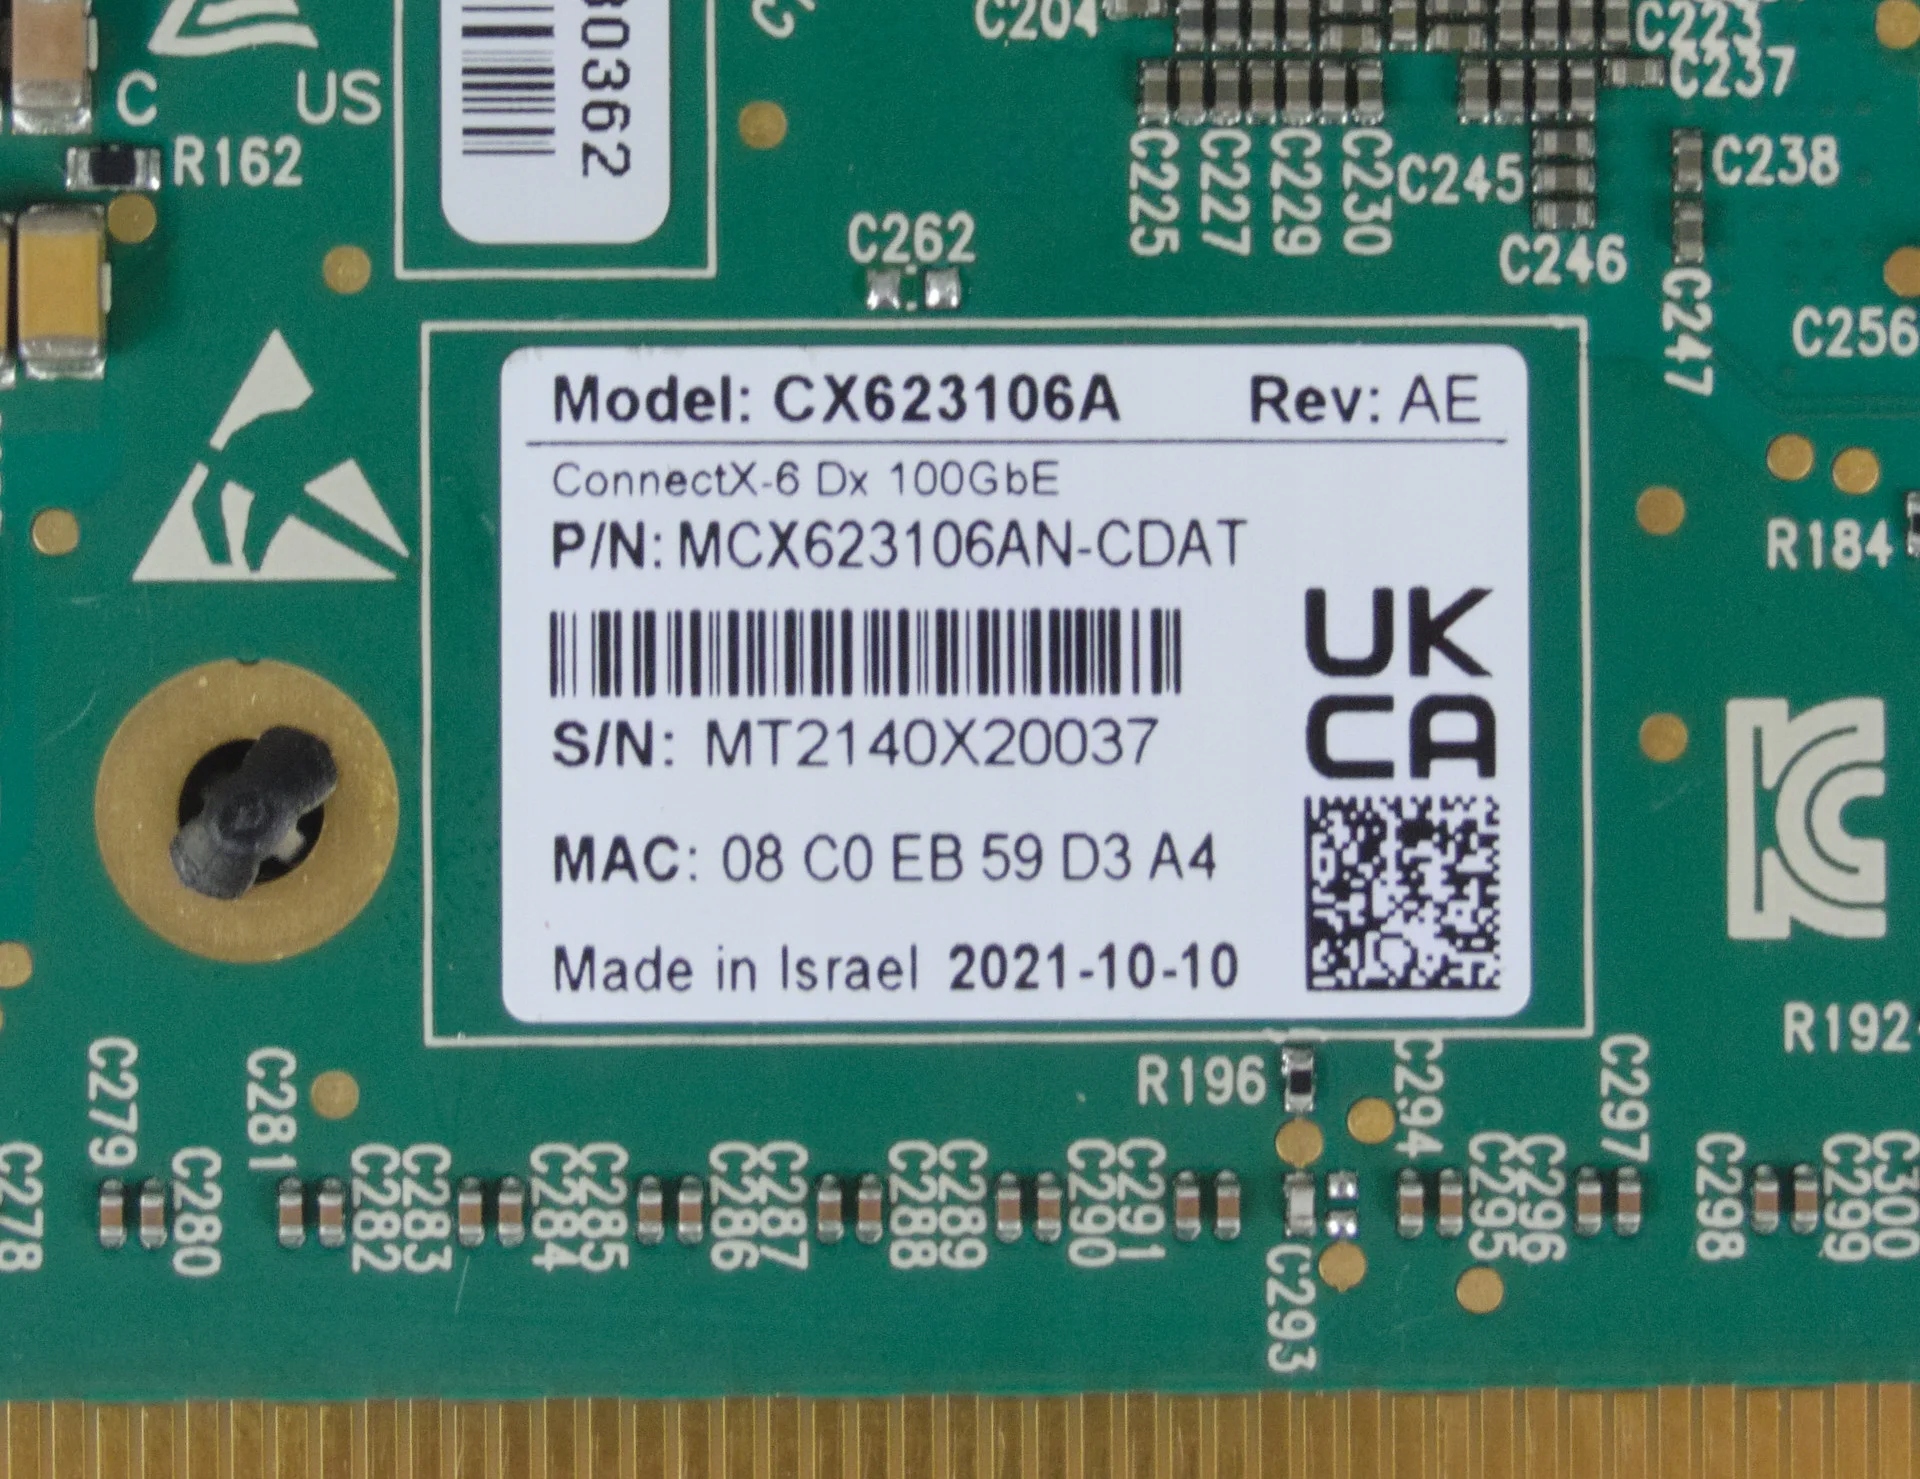 C204
C223
C237
C US
80362
R162
C225
C227
C229
C230
C245
C238
C262
C246
C247
C256
Model: CX623106A Rev: AE
ConnectX-6 Dx 100GbE
P/N: MCX623106AN-CDAT
R184
UK
CA
S/N: MT2140X20037
MAC: 08 C0 EB 59 D3 A4
Made in Israel 2021-10-10
R192
R196
C279
C281
C294
C297
C278
C280
C282
C283
C284
C285
C286
C287
C288
C289
C290
C291
C295
C296
C298
C299
C300
C293